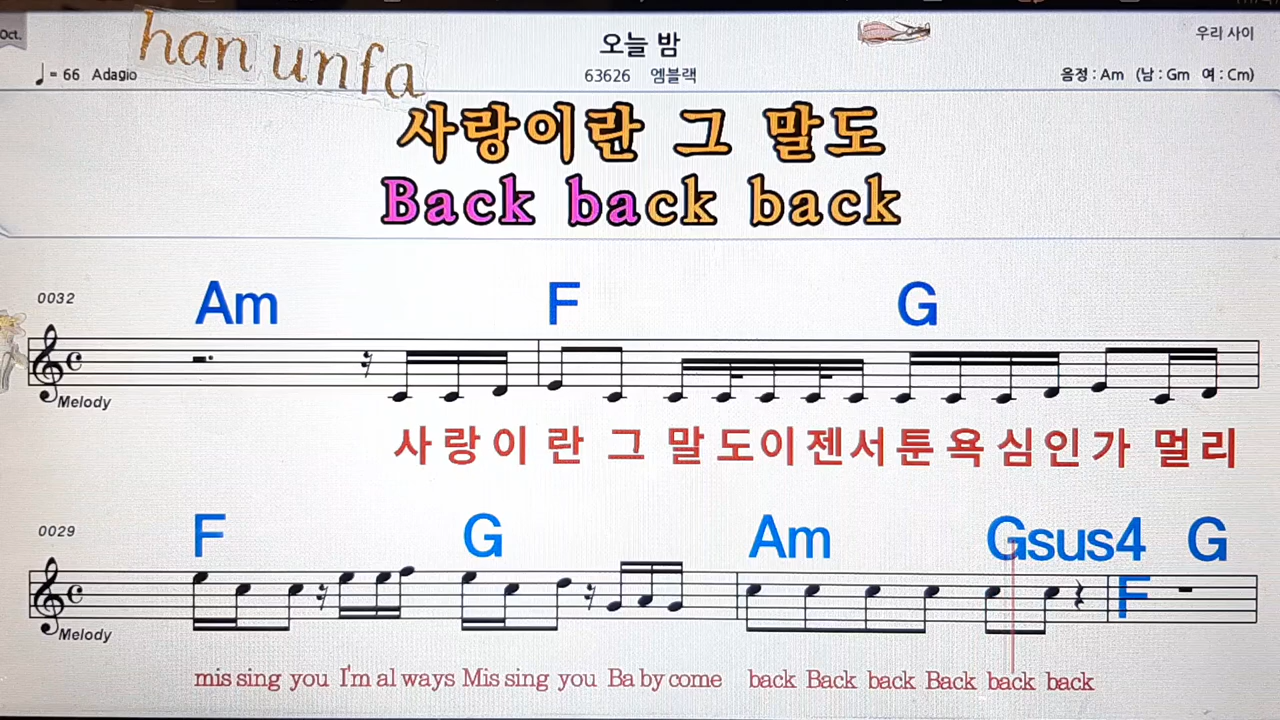 Oct.
han unfa
오늘 밤
우리 사이
♩= 66 Adagio
63626 엠블랙
음정 : Am (남 : Gm 여 : Cm)
사랑이란 그 말도
Back back back
0032
Am F G
Melody
사 랑 이 란 그 말 도 이 젠 서 툰 욕 심 인 가 멀 리
0029
F G Am Gsus4 G
F
Melody
mis sing you I'm al ways Mis sing you Ba by come back Back back Back back back